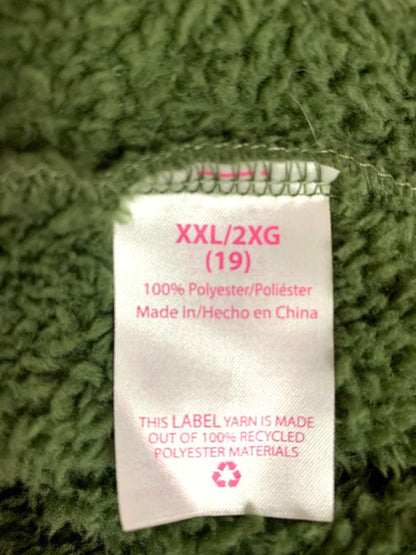 XXL/2XG
(19)
100% Polyester/Poliéster
Made in/Hecho en China
THIS LABEL YARN IS MADE
OUT OF 100% RECYCLED
POLYESTER MATERIALS